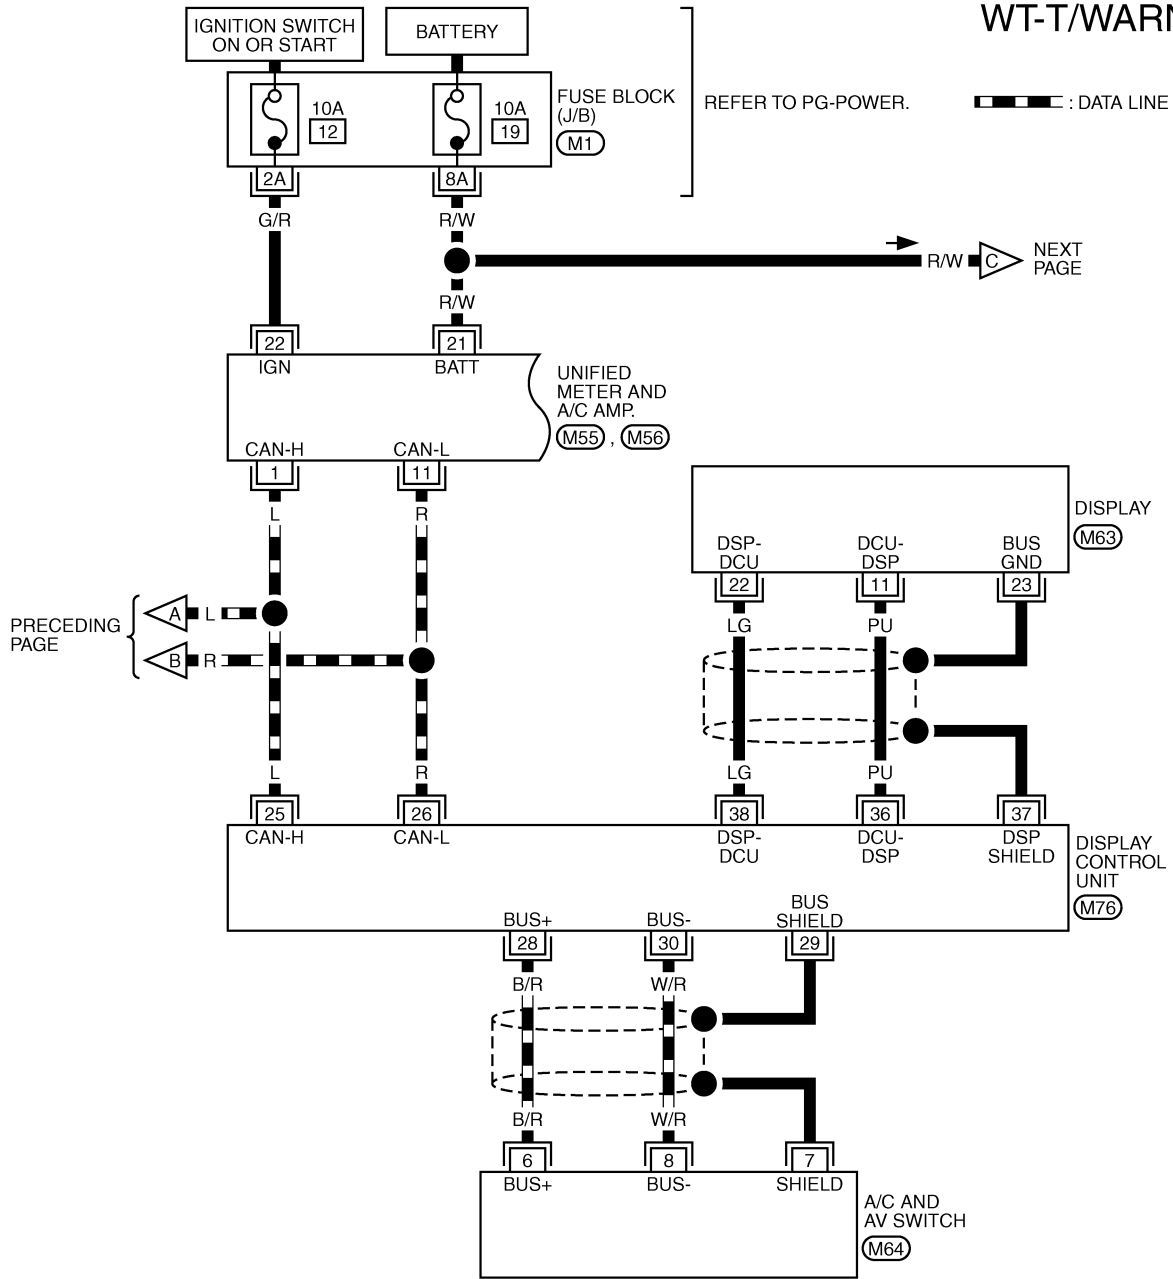 WT-T/WARN
IGNITION SWITCH
ON OR START
BATTERY
10A
12
10A
19
FUSE BLOCK
(J/B)
M1
REFER TO PG-POWER.
: DATA LINE
2A
8A
G/R
R/W
R/W
C
NEXT
PAGE
R/W
22
21
IGN
BATT
UNIFIED
METER AND
A/C AMP.
M55 , M56
CAN-H
CAN-L
1
11
L
R
DISPLAY
M63
DSP-
DCU
DCU-
DSP
BUS
GND
22
11
23
PRECEDING
PAGE
A
L
B
R
LG
PU
LG
PU
L
R
25
26
38
36
37
CAN-H
CAN-L
DSP-
DCU
DCU-
DSP
DSP
SHIELD
DISPLAY
CONTROL
UNIT
M76
BUS+
BUS-
BUS
SHIELD
28
30
29
B/R
W/R
B/R
W/R
6
8
7
BUS+
BUS-
SHIELD
A/C AND
AV SWITCH
M64